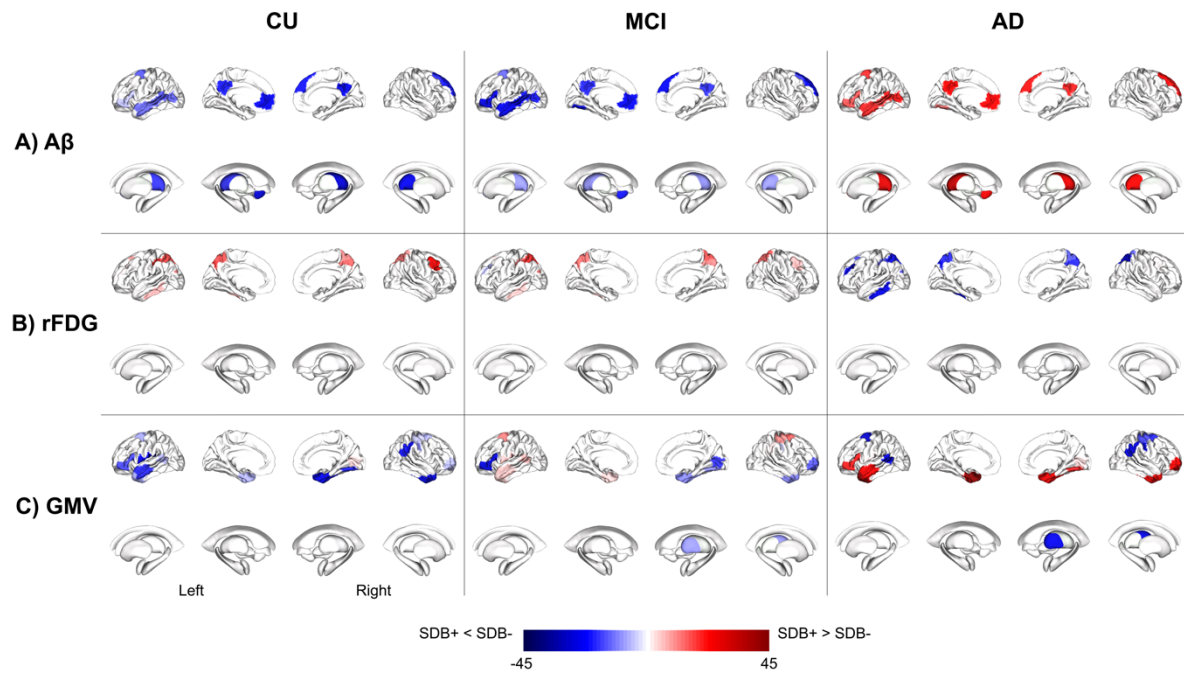 CU MCI AD
A) Aβ
B) rFDG
C) GMV
Left Right
SDB+ < SDB- SDB+ > SDB-
-45 45